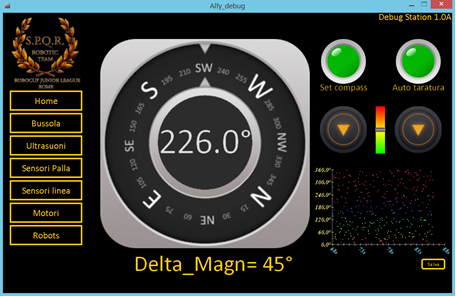 Alfy_debug
Debug Station 1.0A
S.P.Q.R.
ROBOTIC
TEAM
ROBOCUP JUNIOR LEAGUE
ROME
Home
Bussola
Ultrasuoni
Sensori Palla
Sensori linea
Motori
Robots
SW
240
255
W
285
300
NW
330
345
N
15
30
NE
60
75
E
105
120
SE
150
165
S
195
210
226.0°
Delta_Magn= 45°
Set compass
Auto taratura
360.0°
300.0°
240.0°
180.0°
120.0°
60.0°
0.0°
Salva